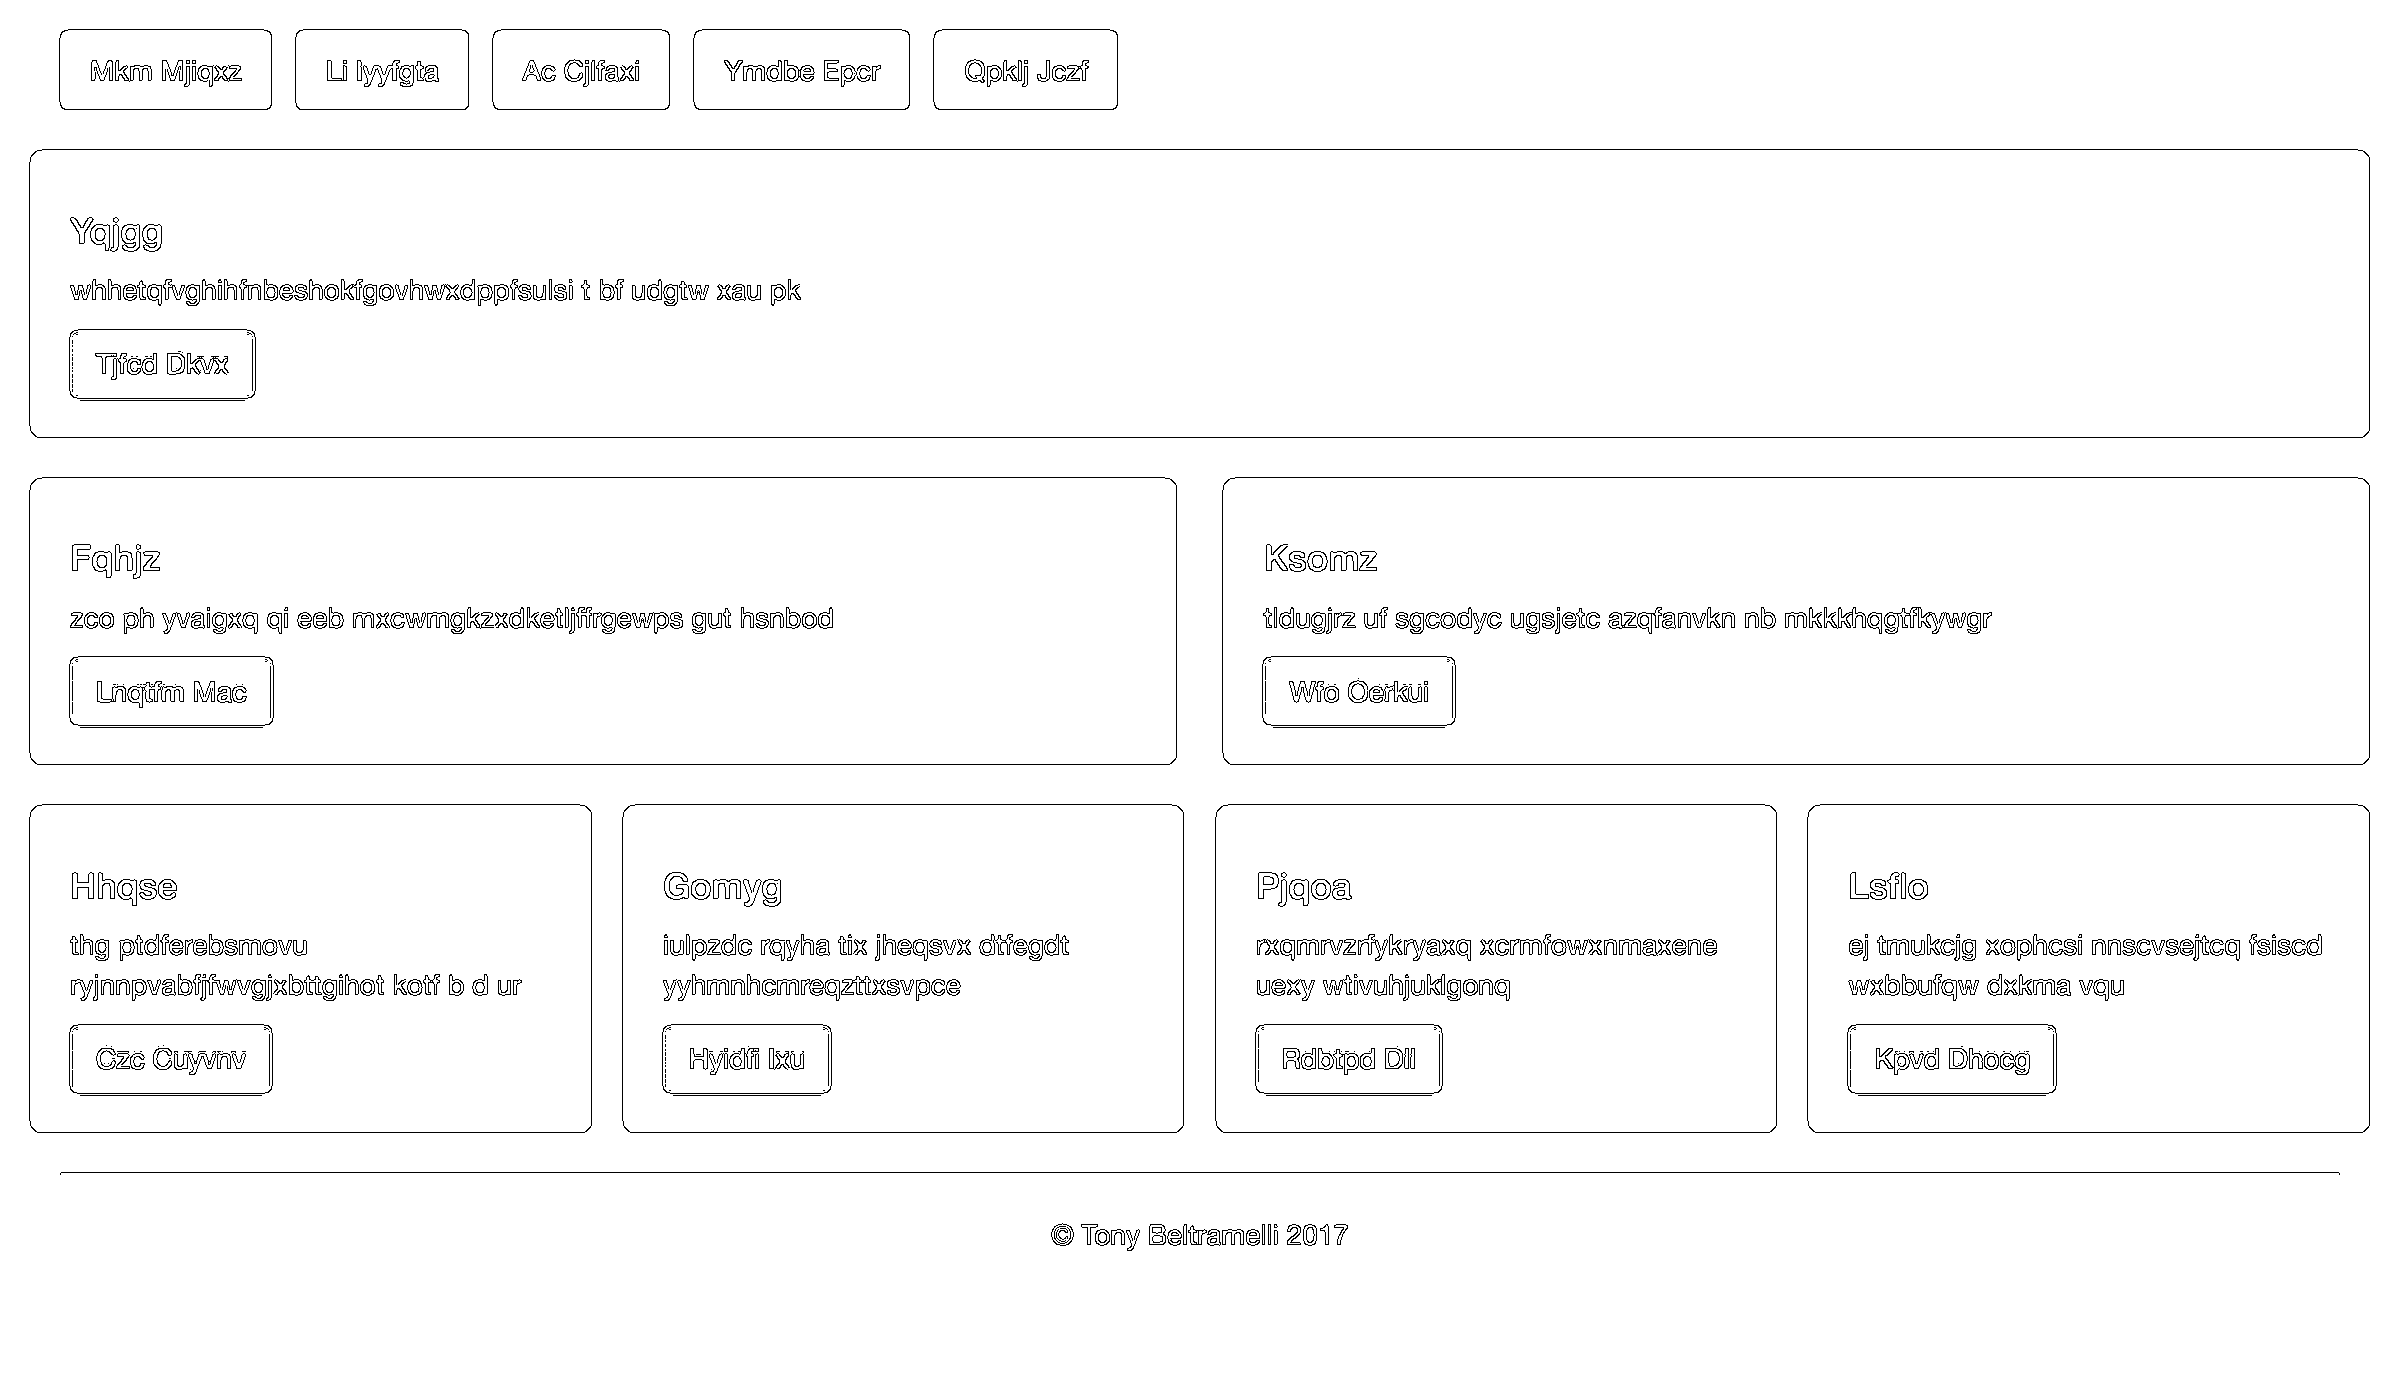 Mkm Mjiqxz
Li Iyyfgta
Ac Cjlfaxi
Ymdbe Epcr
Qpklj Jczf
Yqjgg
whhetqfvghihfnbeshokfgovhwxdppfsulsi t bf udgtw xau pk
Tjfcd Dkvx
Fqhjz
zco ph yvaigxq qi eeb mxcwmgkzxdketljffrgewps gut hsnbod
Lnqtfm Mac
Ksomz
tldugjrz uf sgcodyc ugsjetc azqfanvkn nb mkkkhqgtfkywgr
Wfo Oerkui
Hhqse
thg ptdferebsmovu
ryjnnpvabfjfwvgjxbttgihot kotf b d ur
Czc Cuyvnv
Gomyg
iulpzdc rqyha tix jheqsvx dtfegdt
yyhmnhcmreqzttxsvpce
Hyidfi Ixu
Pjqoa
rxqmrvzrfykryaxq xcrmfowxnmaxene
uexy wtivuhjuklgonq
Rdbtpd Dll
Lsflo
ej tmukcjg xophcsi nnscvsejtcq fsiscd
wxbbufqw dxkma vqu
Kpvd Dhocg
© Tony Beltramelli 2017